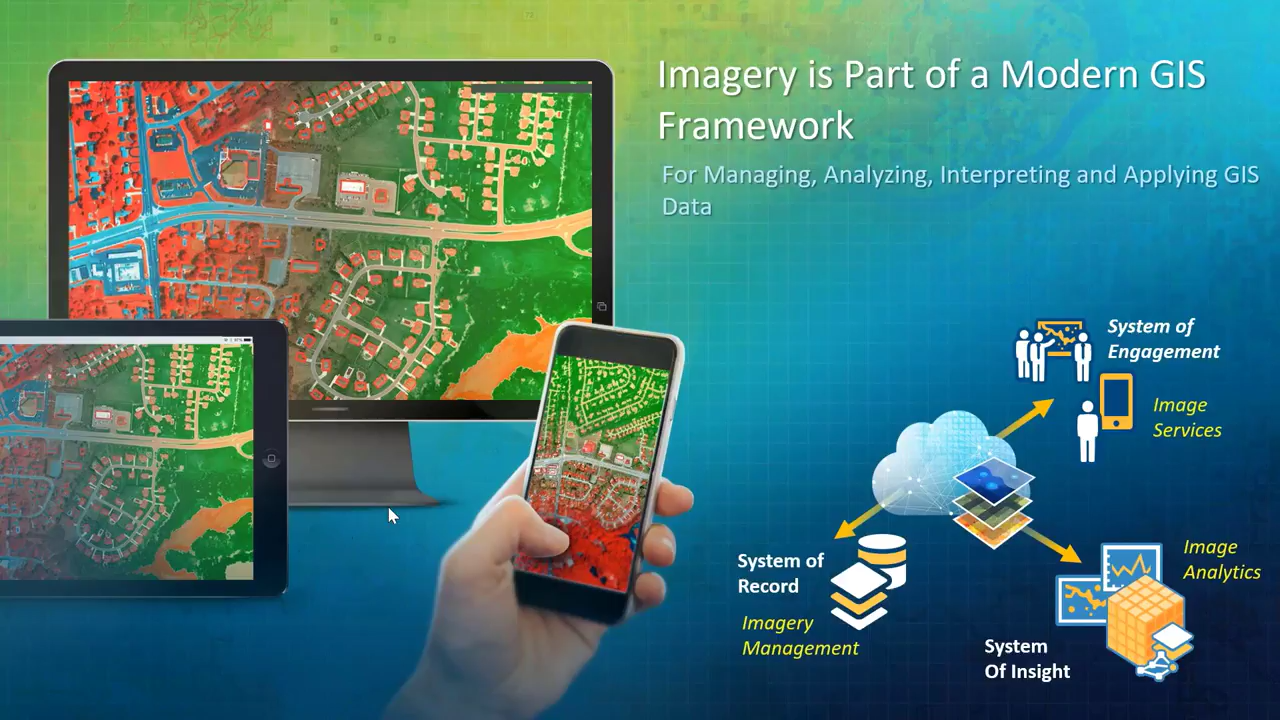 Imagery is Part of a Modern GIS
Framework
For Managing, Analyzing, Interpreting and Applying GIS
Data
System of
Engagement
Image
Services
System of
Record
Imagery
Management
Image
Analytics
System
Of Insight